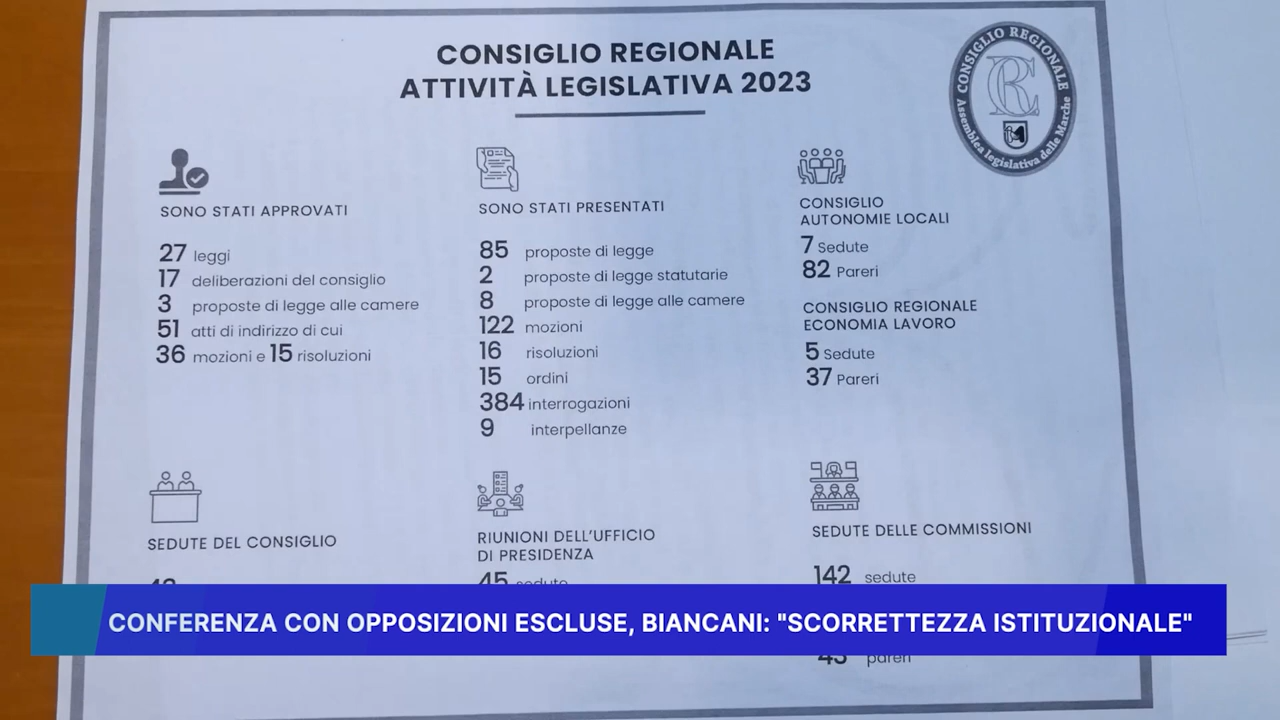 CONSIGLIO REGIONALE
ATTIVITÀ LEGISLATIVA 2023
CONSIGLIO REGIONALE
Assemblea legislativa delle Marche
SONO STATI APPROVATI
27 leggi
17 deliberazioni del consiglio
3 proposte di legge alle camere
51 atti di indirizzo di cui
36 mozioni e 15 risoluzioni
SONO STATI PRESENTATI
85 proposte di legge
2 proposte di legge statutarie
8 proposte di legge alle camere
122 mozioni
16 risoluzioni
15 ordini
384 interrogazioni
9 interpellanze
CONSIGLIO
AUTONOMIE LOCALI
7 Sedute
82 Pareri
CONSIGLIO REGIONALE
ECONOMIA LAVORO
5 Sedute
37 Pareri
SEDUTE DEL CONSIGLIO
RIUNIONI DELL'UFFICIO
DI PRESIDENZA
45 sedute
SEDUTE DELLE COMMISSIONI
142 sedute
pareri
CONFERENZA CON OPPOSIZIONI ESCLUSE, BIANCANI: "SCORRETTEZZA ISTITUZIONALE"